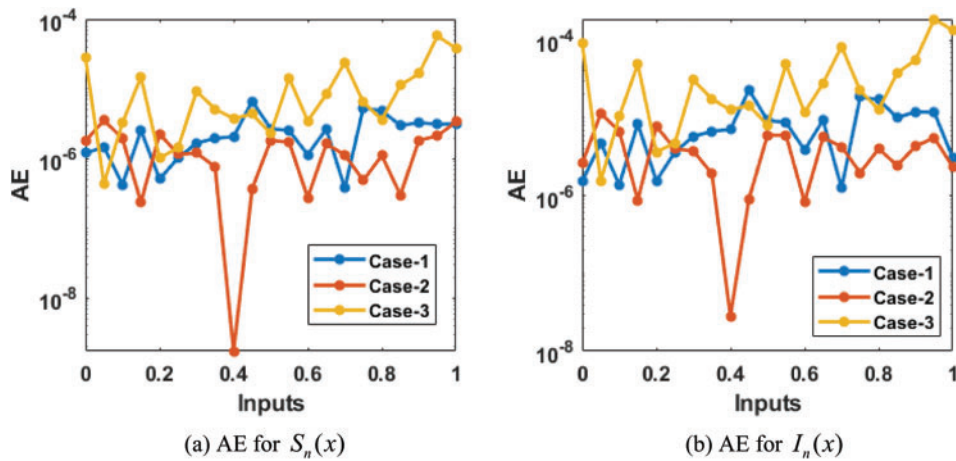 10^-4
10^-6
10^-8
AE
0 0.2 0.4 0.6 0.8 1
Inputs
Case-1
Case-2
Case-3
(a) AE for S_n(x)
10^-4
10^-6
10^-8
AE
0 0.2 0.4 0.6 0.8 1
Inputs
Case-1
Case-2
Case-3
(b) AE for I_n(x)